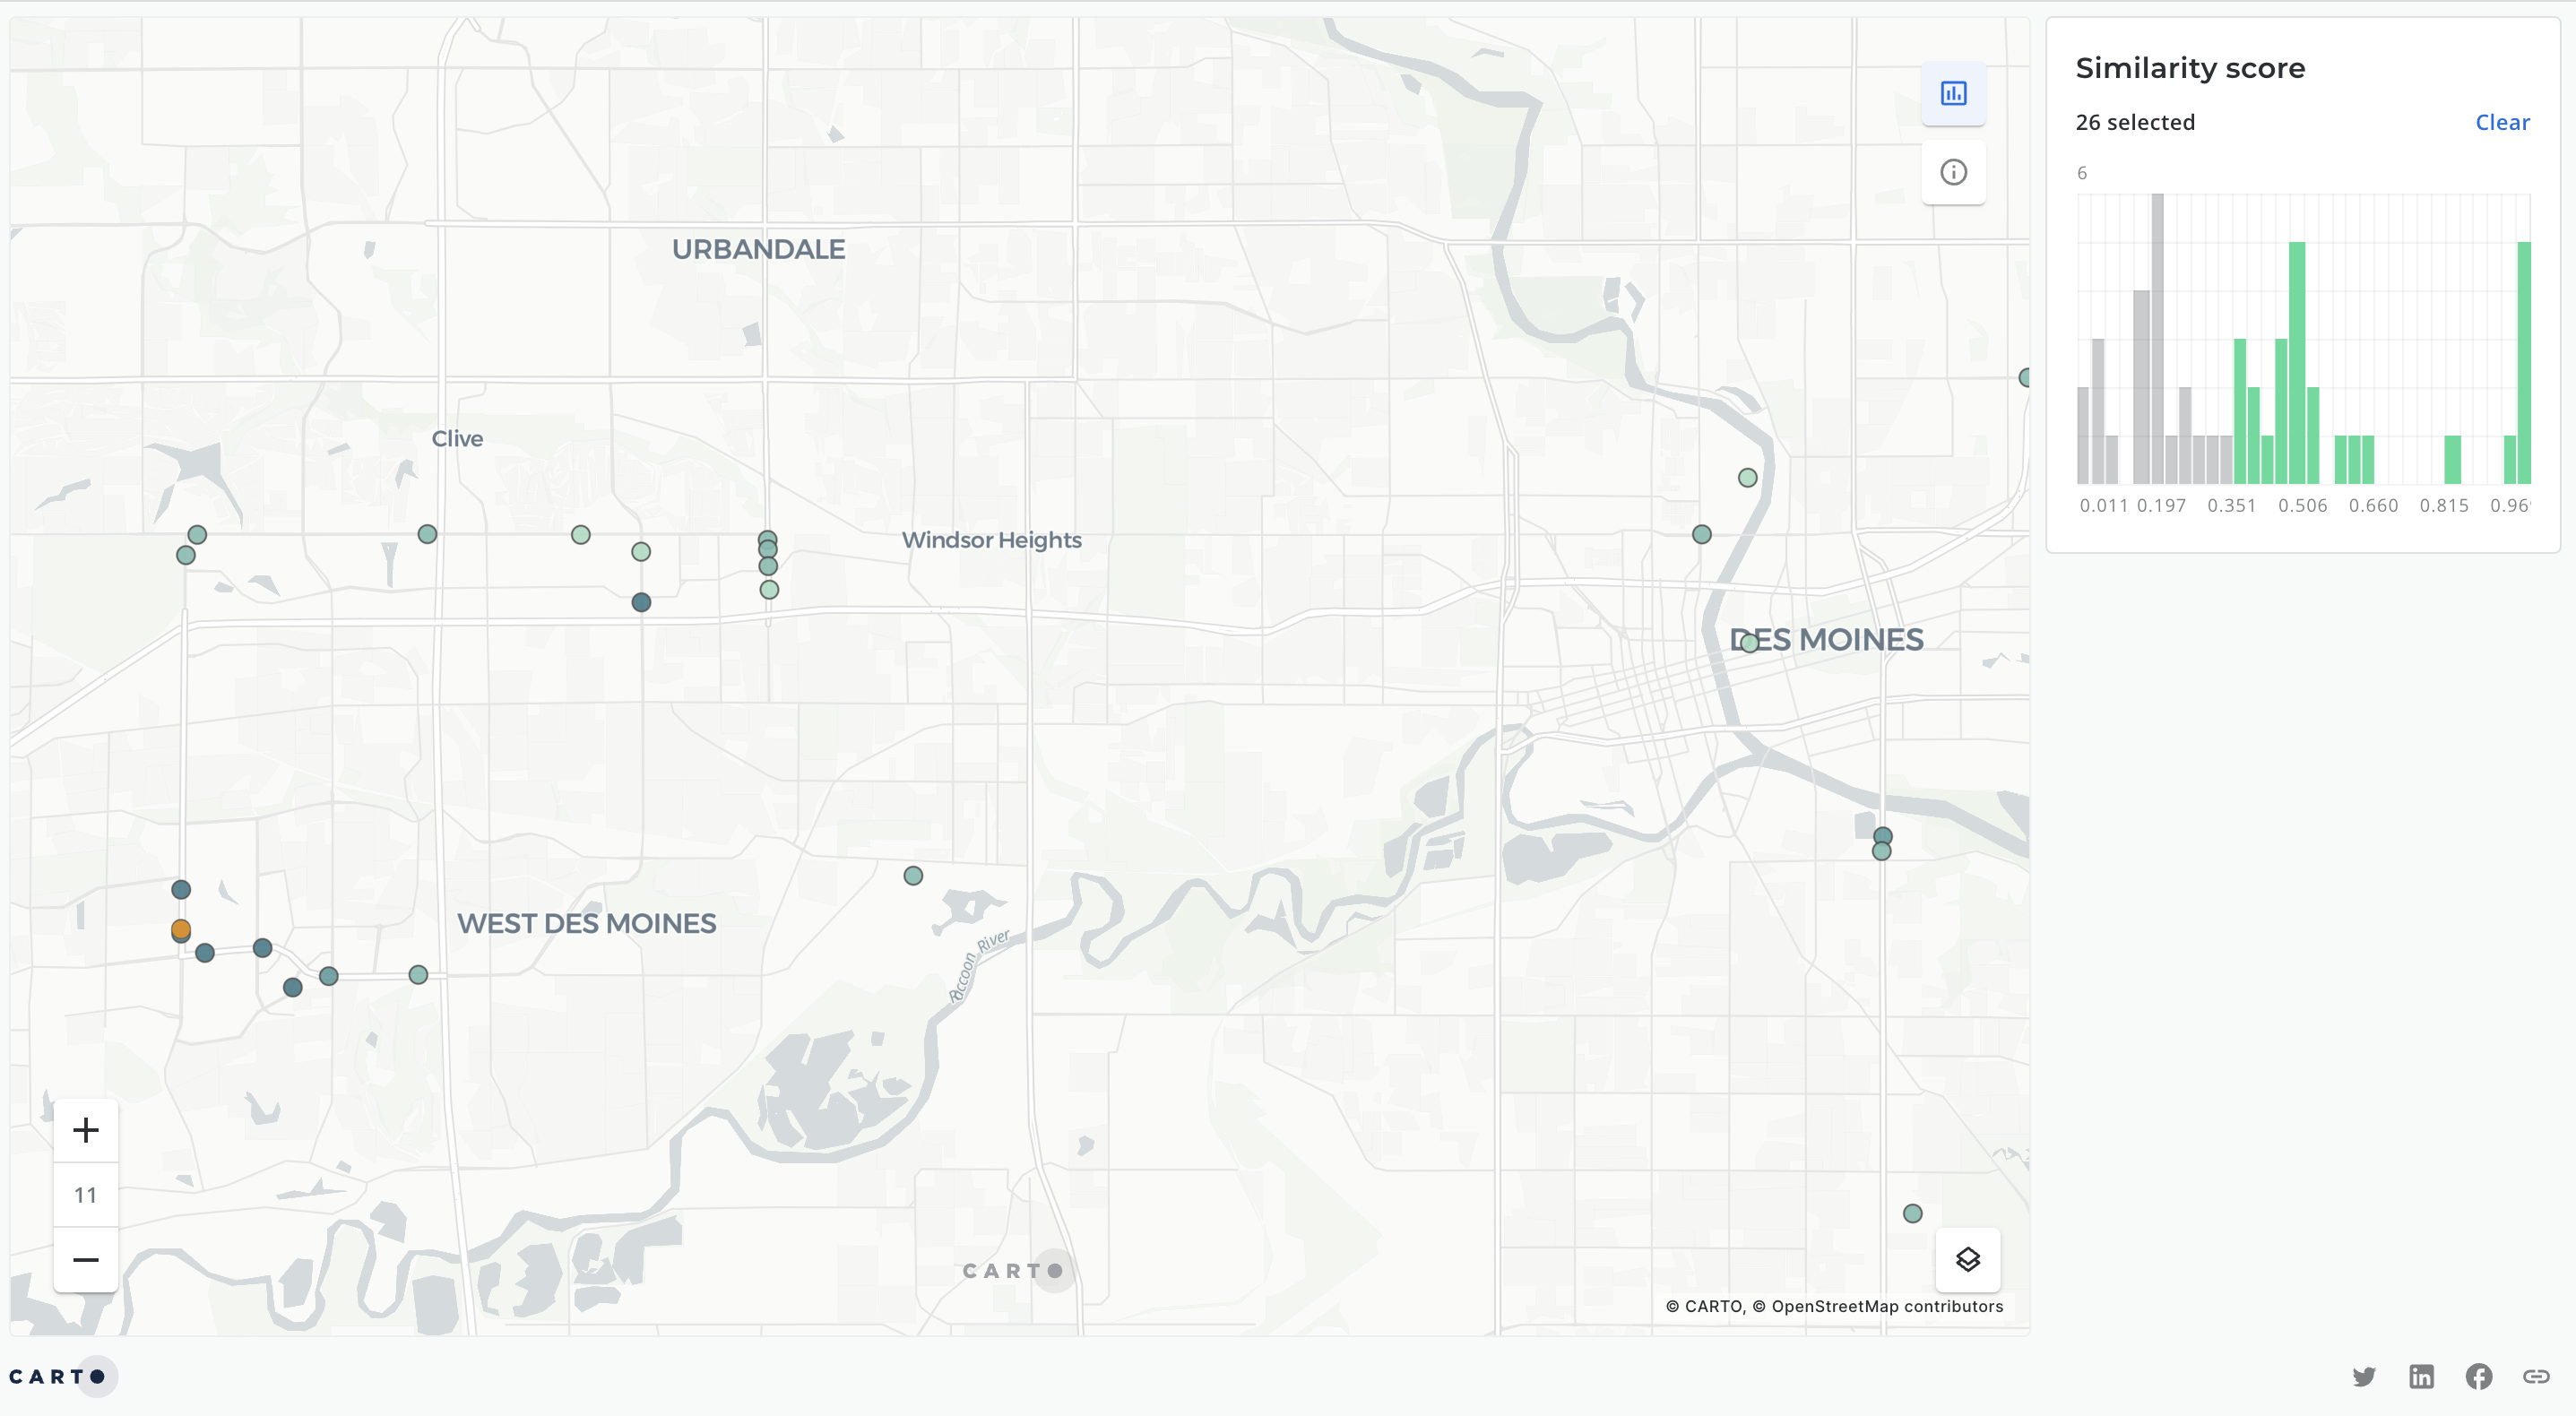 URBANDALE
Clive
Windsor Heights
DES MOINES
WEST DES MOINES
Raccoon River
+
11
−
CARTO
© CARTO, © OpenStreetMap contributors
Similarity score
26 selected Clear
6
0.011 0.197 0.351 0.506 0.660 0.815 0.96
CARTO